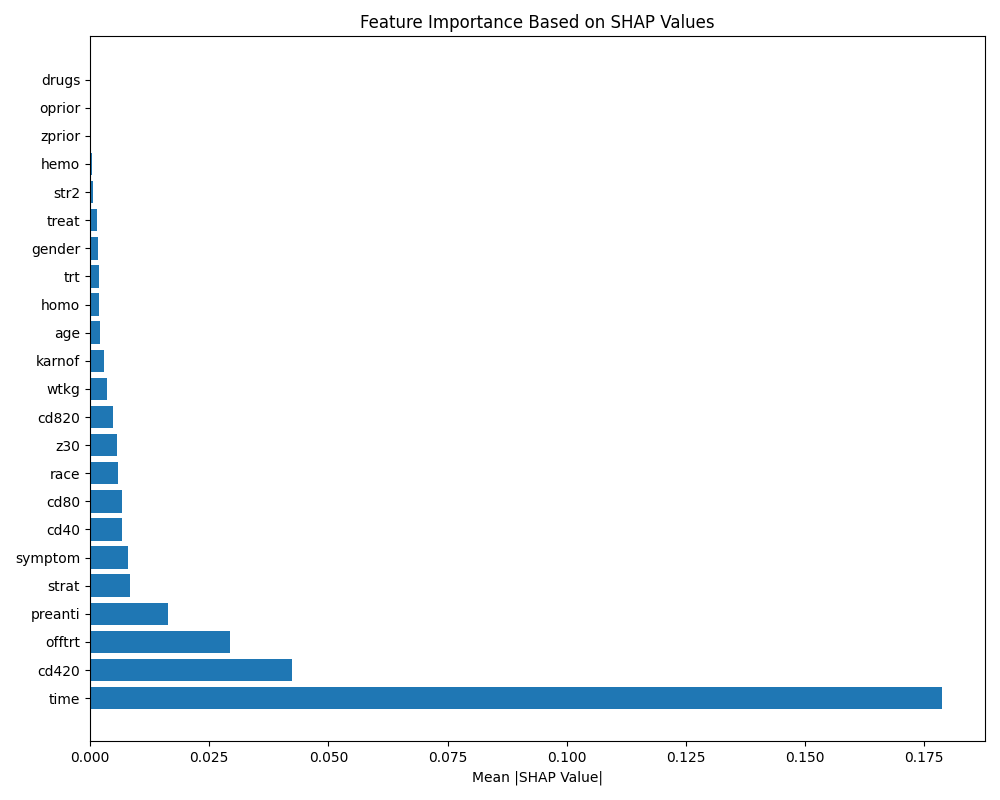 Feature Importance Based on SHAP Values
drugs
oprior
zprior
hemo
str2
treat
gender
trt
homo
age
karnof
wtkg
cd820
z30
race
cd80
cd40
symptom
strat
preanti
offtrt
cd420
time
0.000 0.025 0.050 0.075 0.100 0.125 0.150 0.175
Mean |SHAP Value|